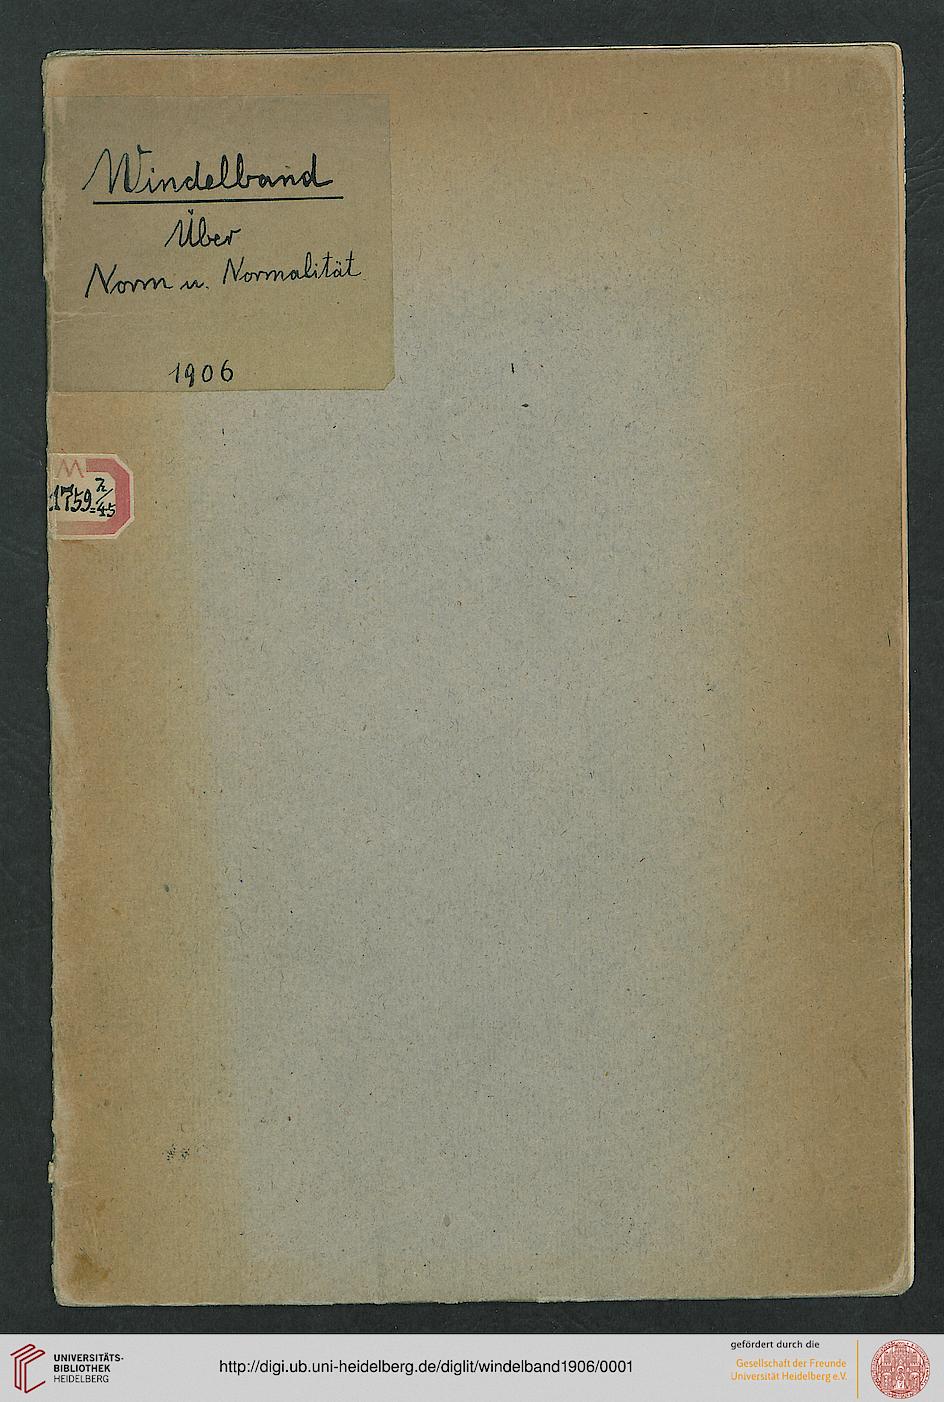 Windelband
Über
Norm u. Normalität
1906
M
1759
45
UNIVERSITÄTS-
BIBLIOTHEK
HEIDELBERG
http://digi.ub.uni-heidelberg.de/diglit/windelband1906/0001
gefördert durch die
Gesellschaft der Freunde
Universität Heidelberg e.V.